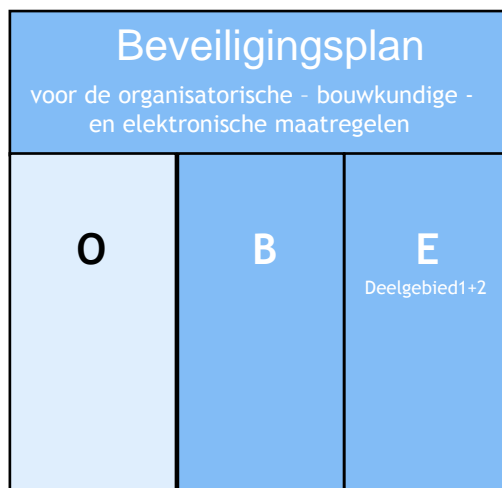 Beveiligingsplan
voor de organisatorische - bouwkundige -
en elektronische maatregelen
O
B
E
Deelgebied1+2